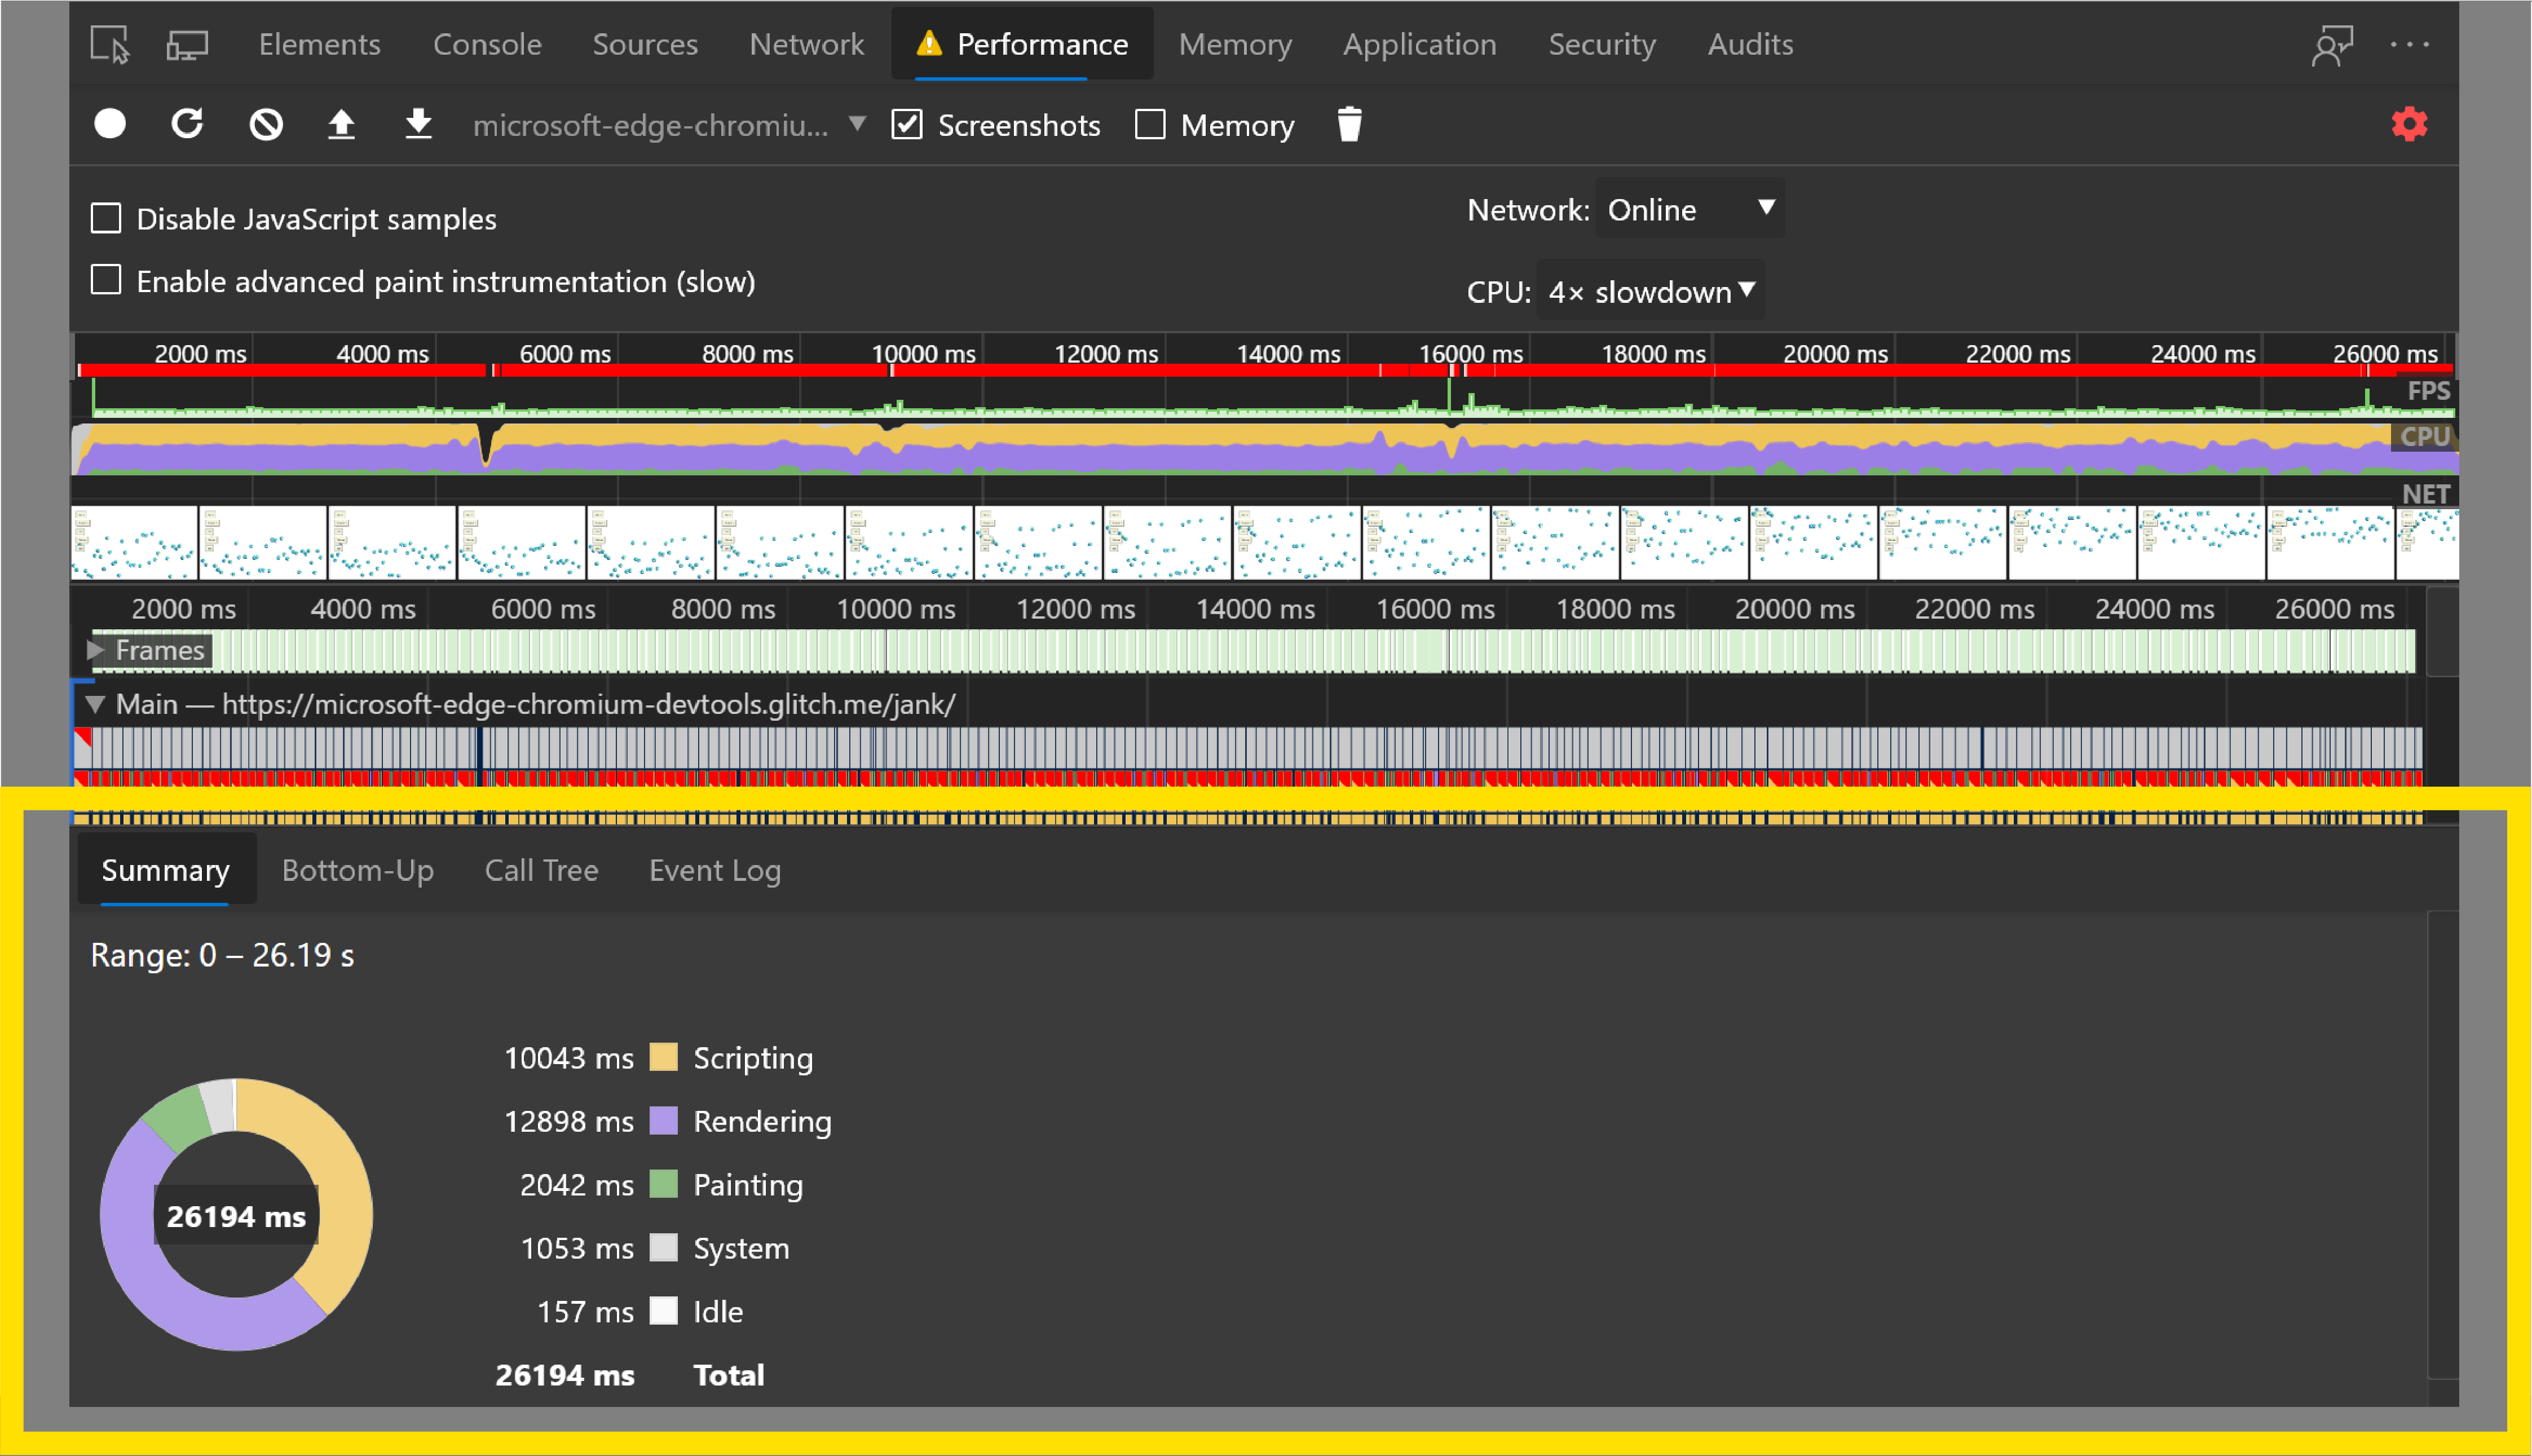 Elements Console Sources Network Performance Memory Application Security Audits
microsoft-edge-chromiu... Screenshots Memory
Disable JavaScript samples
Network: Online
Enable advanced paint instrumentation (slow)
CPU: 4× slowdown
2000 ms 4000 ms 6000 ms 8000 ms 10000 ms 12000 ms 14000 ms 16000 ms 18000 ms 20000 ms 22000 ms 24000 ms 26000 ms
FPS
CPU
NET
2000 ms 4000 ms 6000 ms 8000 ms 10000 ms 12000 ms 14000 ms 16000 ms 18000 ms 20000 ms 22000 ms 24000 ms 26000 ms
Frames
Main — https://microsoft-edge-chromium-devtools.glitch.me/jank/
Summary Bottom-Up Call Tree Event Log
Range: 0 – 26.19 s
10043 ms Scripting
12898 ms Rendering
2042 ms Painting
26194 ms
1053 ms System
157 ms Idle
26194 ms Total